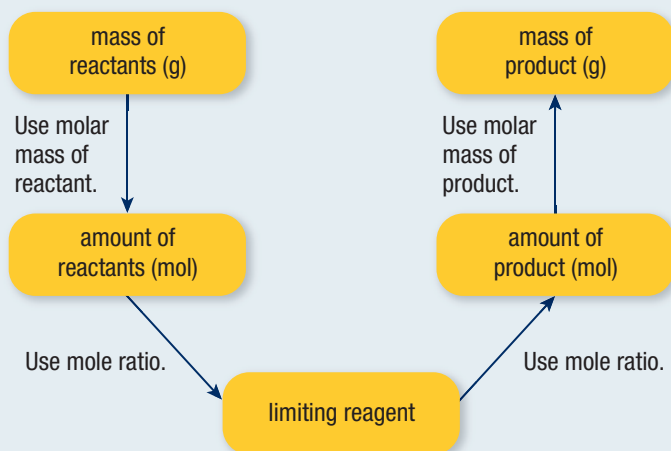 mass of
reactants (g)
mass of
product (g)
Use molar
mass of
reactant.
Use molar
mass of
product.
amount of
reactants (mol)
amount of
product (mol)
Use mole ratio.
Use mole ratio.
limiting reagent